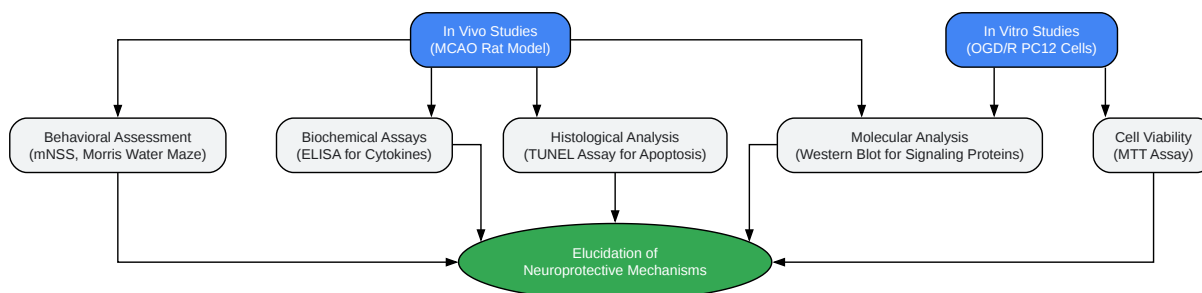 In Vivo Studies
(MCAO Rat Model)
In Vitro Studies
(OGD/R PC12 Cells)
Behavioral Assessment
(mNSS, Morris Water Maze)
Biochemical Assays
(ELISA for Cytokines)
Histological Analysis
(TUNEL Assay for Apoptosis)
Molecular Analysis
(Western Blot for Signaling Proteins)
Cell Viability
(MTT Assay)
Elucidation of
Neuroprotective Mechanisms